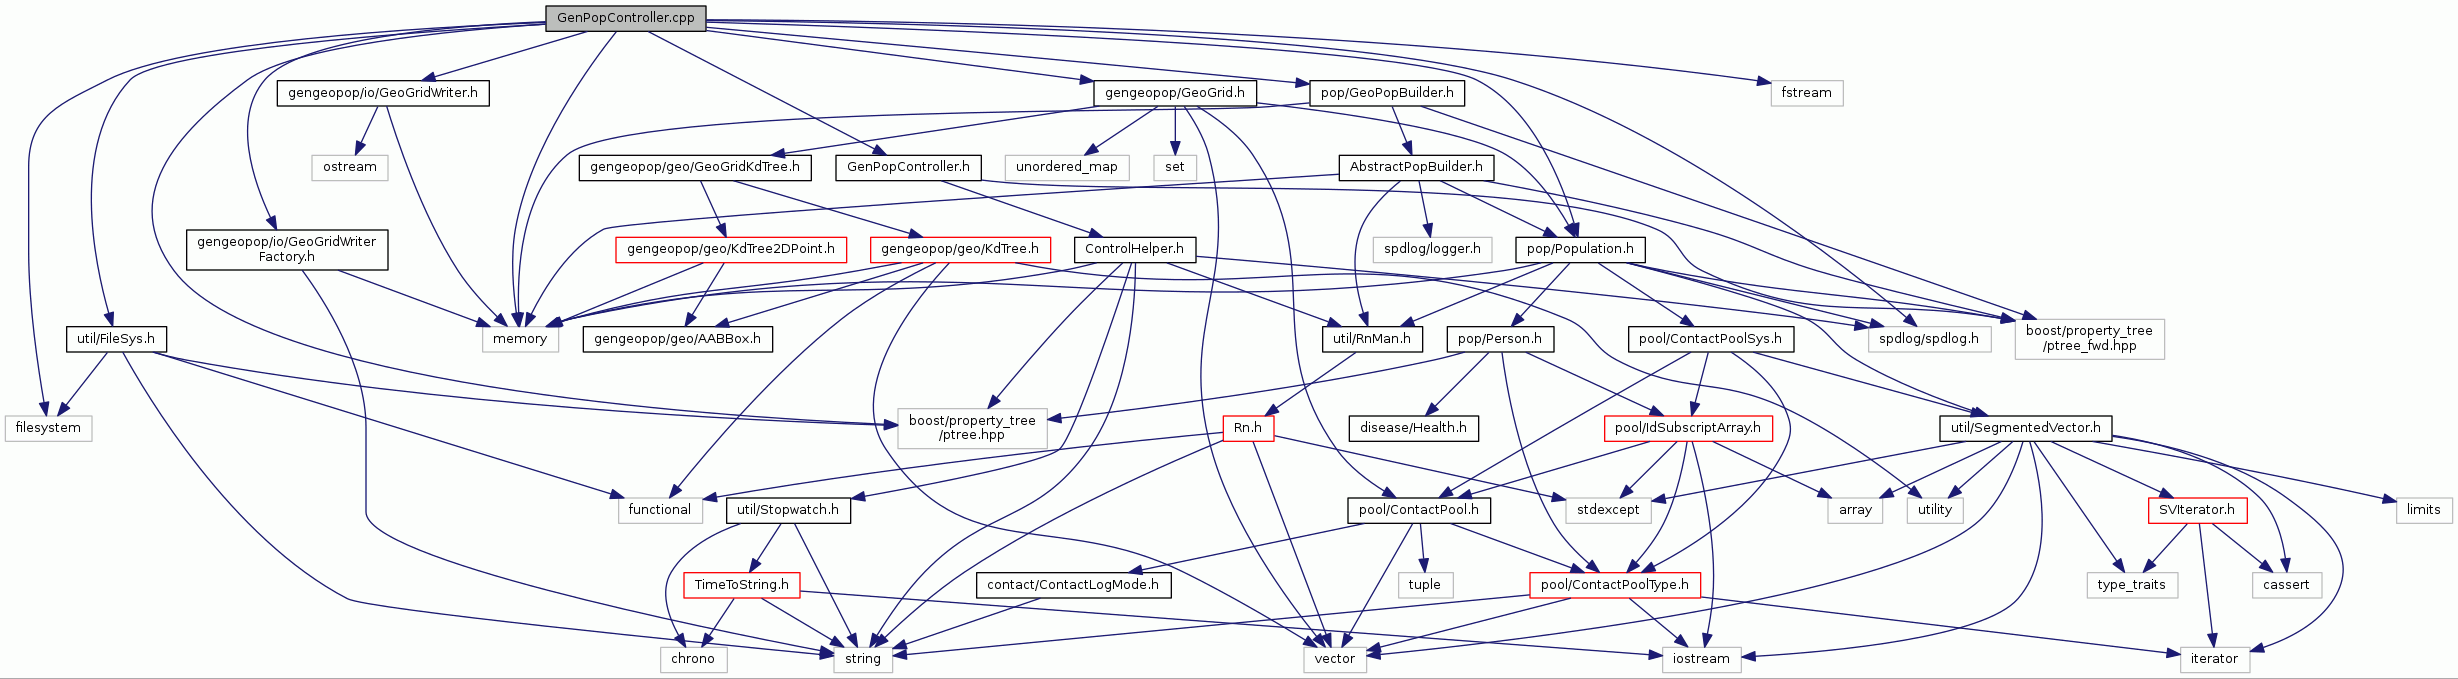 GenPopController.cpp
gengeopop/io/GeoGridWriter.h
gengeopop/GeoGrid.h
pop/GeoPopBuilder.h
fstream
ostream
gengeopop/geo/GeoGridKdTree.h
GenPopController.h
unordered_map
set
AbstractPopBuilder.h
gengeopop/io/GeoGridWriter
Factory.h
gengeopop/geo/KdTree2DPoint.h
gengeopop/geo/KdTree.h
ControlHelper.h
spdlog/logger.h
pop/Population.h
util/FileSys.h
memory
gengeopop/geo/AABBox.h
util/RnMan.h
pop/Person.h
pool/ContactPoolSys.h
spdlog/spdlog.h
boost/property_tree
/ptree_fwd.hpp
filesystem
boost/property_tree
/ptree.hpp
Rn.h
disease/Health.h
pool/IdSubscriptArray.h
util/SegmentedVector.h
functional
util/Stopwatch.h
pool/ContactPool.h
stdexcept
array
utility
SVIterator.h
limits
TimeToString.h
contact/ContactLogMode.h
tuple
pool/ContactPoolType.h
type_traits
cassert
chrono
string
vector
iostream
iterator